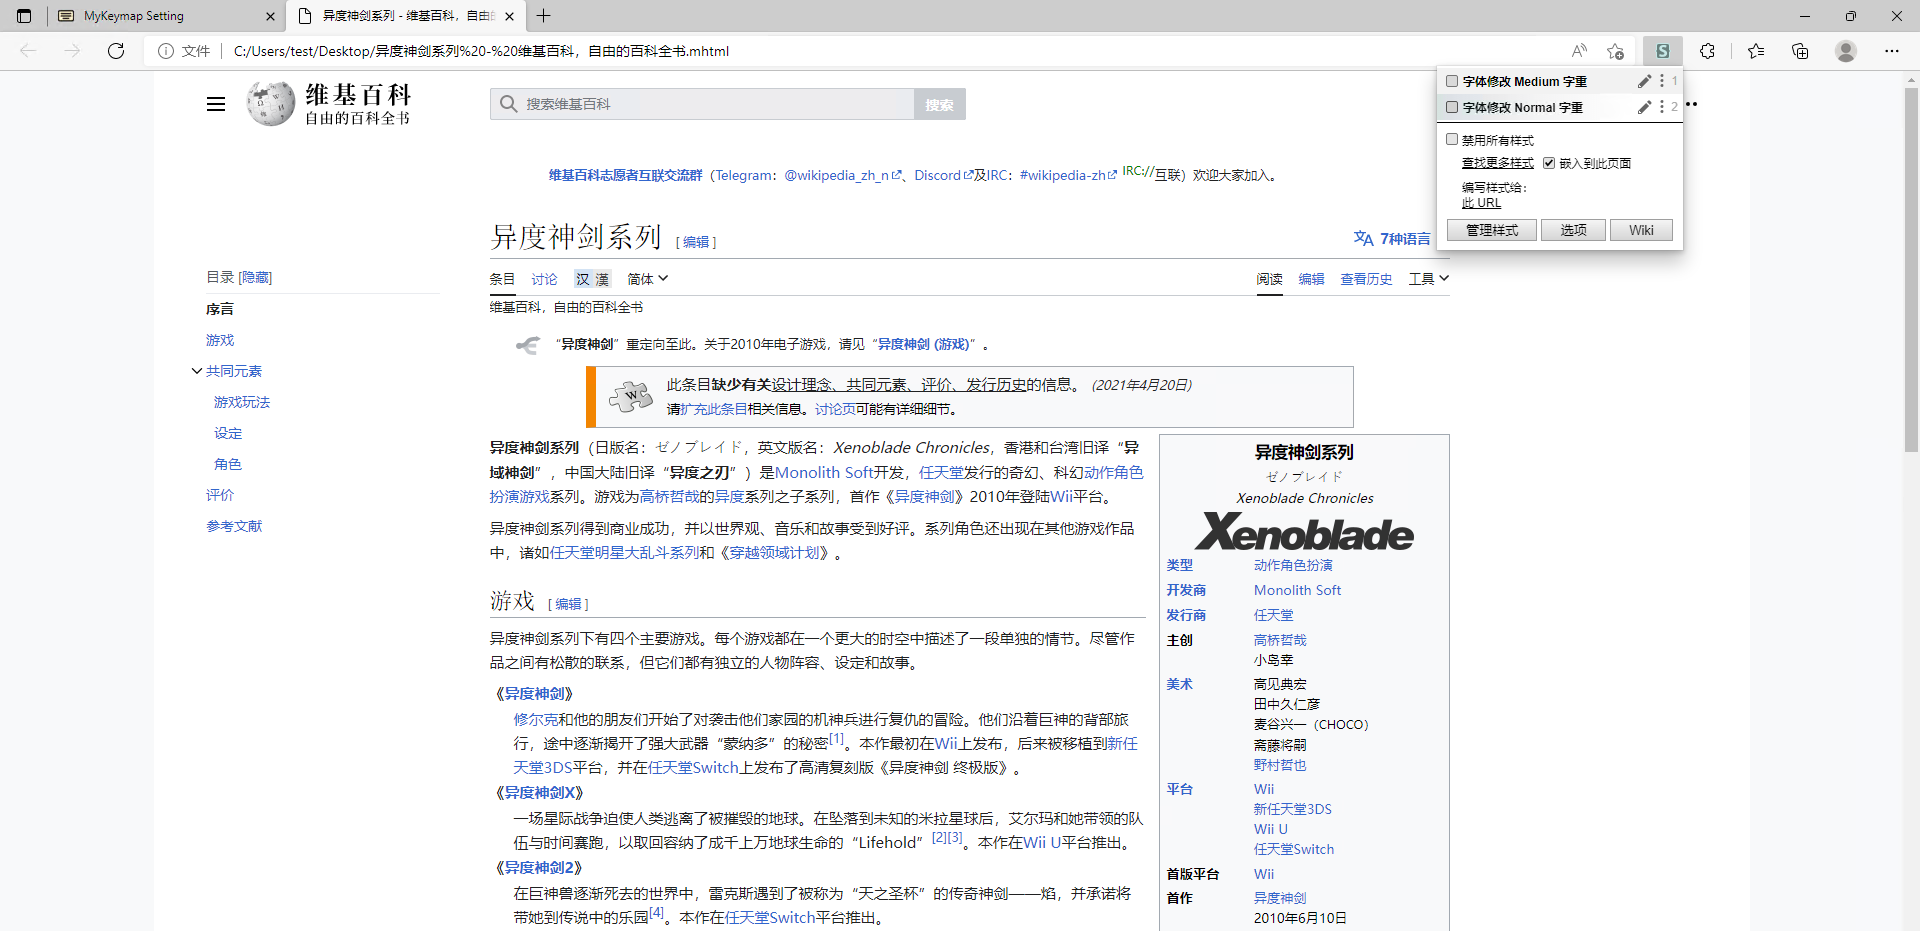 MyKeymap Setting
异度神剑系列 - 维基百科，自由的
文件
C:/Users/test/Desktop/异度神剑系列%20-%20维基百科，自由的百科全书.mhtml
字体修改 Medium 字重 1
字体修改 Normal 字重 2
禁用所有样式
查找更多样式 嵌入到此页面
编写样式给：
此 URL
管理样式 选项 Wiki
维基百科
自由的百科全书
搜索维基百科 搜索
维基百科志愿者互联交流群（Telegram：@wikipedia_zh_n、Discord及IRC：#wikipedia-zh IRC://互联）欢迎大家加入。
异度神剑系列 [ 编辑 ]
7种语言
条目 讨论 汉 漢 简体 阅读 编辑 查看历史 工具
维基百科，自由的百科全书
目录 [隐藏]
序言
游戏
共同元素
游戏玩法
设定
角色
评价
参考文献
“异度神剑”重定向至此。关于2010年电子游戏，请见“异度神剑 (游戏)”。
此条目缺少有关设计理念、共同元素、评价、发行历史的信息。 (2021年4月20日)
请扩充此条目相关信息。讨论页可能有详细细节。
异度神剑系列（日版名：ゼノブレイド，英文版名：Xenoblade Chronicles，香港和台湾旧译“异
域神剑”，中国大陆旧译“异度之刃”）是Monolith Soft开发，任天堂发行的奇幻、科幻动作角色
扮演游戏系列。游戏为高桥哲哉的异度系列之子系列，首作《异度神剑》2010年登陆Wii平台。
异度神剑系列得到商业成功，并以世界观、音乐和故事受到好评。系列角色还出现在其他游戏作品
中，诸如任天堂明星大乱斗系列和《穿越领域计划》。
游戏 [ 编辑 ]
异度神剑系列下有四个主要游戏。每个游戏都在一个更大的时空中描述了一段单独的情节。尽管作
品之间有松散的联系，但它们都有独立的人物阵容、设定和故事。
《异度神剑》
修尔克和他的朋友们开始了对袭击他们家园的机神兵进行复仇的冒险。他们沿着巨神的背部旅
行，途中逐渐揭开了强大武器“蒙纳多”的秘密[1]。本作最初在Wii上发布，后来被移植到新任
天堂3DS平台，并在任天堂Switch上发布了高清复刻版《异度神剑 终极版》。
《异度神剑X》
一场星际战争迫使人类逃离了被摧毁的地球。在坠落到未知的米拉星球后，艾尔玛和她带领的队
伍与时间赛跑，以取回容纳了成千上万地球生命的“Lifehold”[2][3]。本作在Wii U平台推出。
《异度神剑2》
在巨神兽逐渐死去的世界中，雷克斯遇到了被称为“天之圣杯”的传奇神剑——焰，并承诺将
带她到传说中的乐园[4]。本作在任天堂Switch平台推出。
异度神剑系列
ゼノブレイド
Xenoblade Chronicles
Xenoblade
类型 动作角色扮演
开发商 Monolith Soft
发行商 任天堂
主创 高桥哲哉
小岛幸
美术 高见典宏
田中久仁彦
麦谷兴一（CHOCO）
斋藤将嗣
野村哲也
平台 Wii
新任天堂3DS
Wii U
任天堂Switch
首版平台 Wii
首作 异度神剑
2010年6月10日